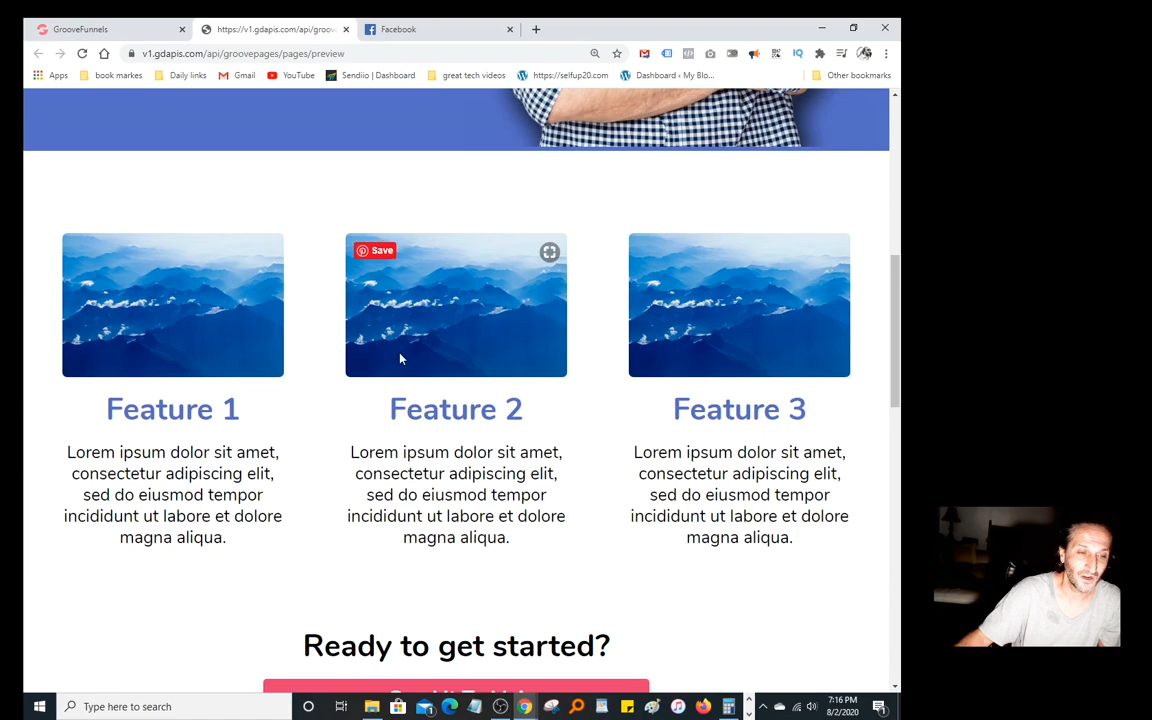 GrooveFunnels
https://v1.gdapis.com/api/groov
Facebook
v1.gdapis.com/api/groovepages/pages/preview
Apps
book markes
Daily links
Gmail
YouTube
Sendiio | Dashboard
great tech videos
https://selfup20.com
Dashboard ‹ My Blo...
Other bookmarks
Save
Feature 1
Feature 2
Feature 3
Lorem ipsum dolor sit amet,
consectetur adipiscing elit,
sed do eiusmod tempor
incididunt ut labore et dolore
magna aliqua.
Lorem ipsum dolor sit amet,
consectetur adipiscing elit,
sed do eiusmod tempor
incididunt ut labore et dolore
magna aliqua.
Lorem ipsum dolor sit amet,
consectetur adipiscing elit,
sed do eiusmod tempor
incididunt ut labore et dolore
magna aliqua.
Ready to get started?
Type here to search
7:16 PM
8/2/2020